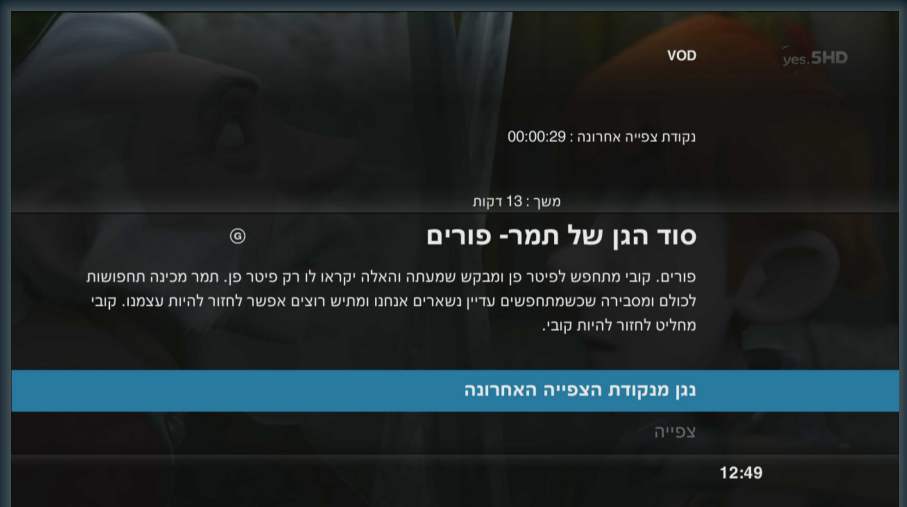 VOD
yes.5HD
נקודת צפייה אחרונה : 00:00:29
משך : 13 דקות
סוד הגן של תמר- פורים
G
פורים. קובי מתחפש לפיטר פן ומבקש שמעתה והאלה יקראו לו רק פיטר פן. תמר מכינה תחפושות
לכולם ומסבירה שכשמתחפשים עדיין נשארים אנחנו ומתיש רוצים אפשר לחזור להיות עצמנו. קובי
מחליט לחזור להיות קובי.
נגן מנקודת הצפייה האחרונה
צפייה
12:49